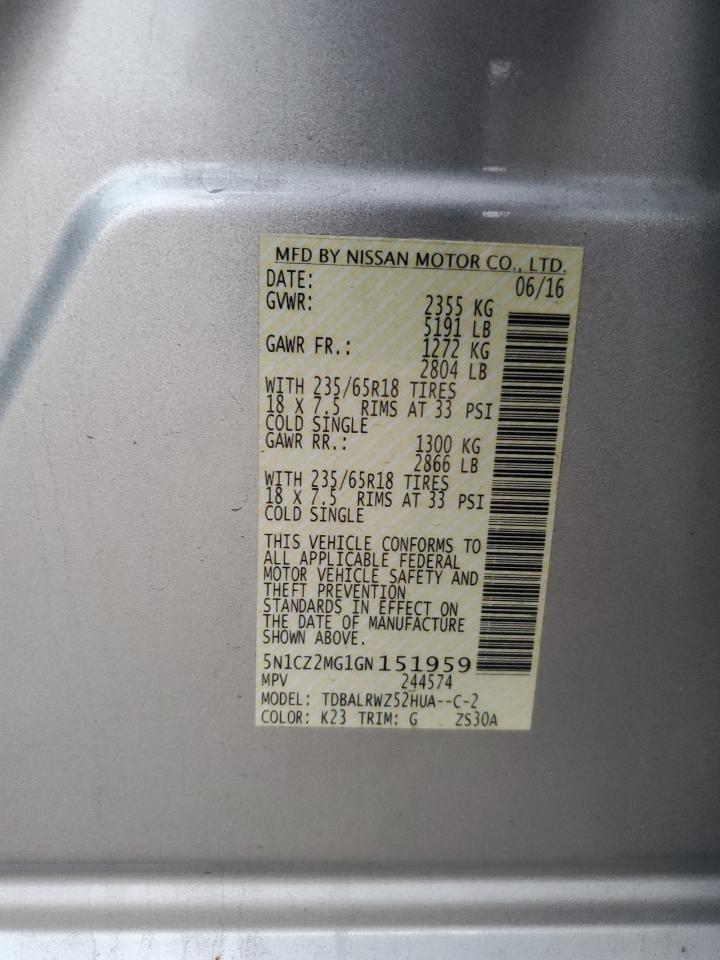 MFD BY NISSAN MOTOR CO., LTD.
DATE: 06/16
GVWR: 2355 KG
5191 LB
GAWR FR.: 1272 KG
2804 LB
WITH 235/65R18 TIRES
18 X 7.5 RIMS AT 33 PSI
COLD SINGLE
GAWR RR.: 1300 KG
2866 LB
WITH 235/65R18 TIRES
18 X 7.5 RIMS AT 33 PSI
COLD SINGLE
THIS VEHICLE CONFORMS TO
ALL APPLICABLE FEDERAL
MOTOR VEHICLE SAFETY AND
THEFT PREVENTION
STANDARDS IN EFFECT ON
THE DATE OF MANUFACTURE
SHOWN ABOVE.
5N1CZ2MG1GN151959
MPV 244574
MODEL: TDBALRWZ52HUA--C-2
COLOR: K23 TRIM: G ZS30A